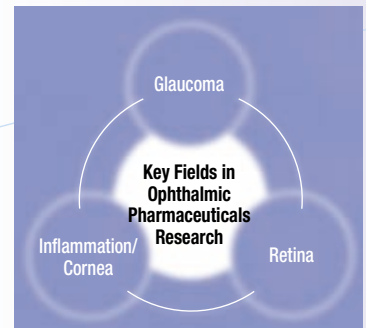 Glaucoma
Key Fields in
Ophthalmic
Pharmaceuticals
Research
Inflammation/
Cornea
Retina